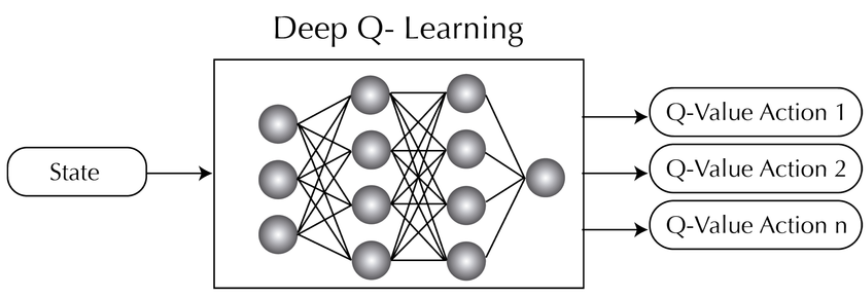 Deep Q- Learning
State
Q-Value Action 1
Q-Value Action 2
Q-Value Action n